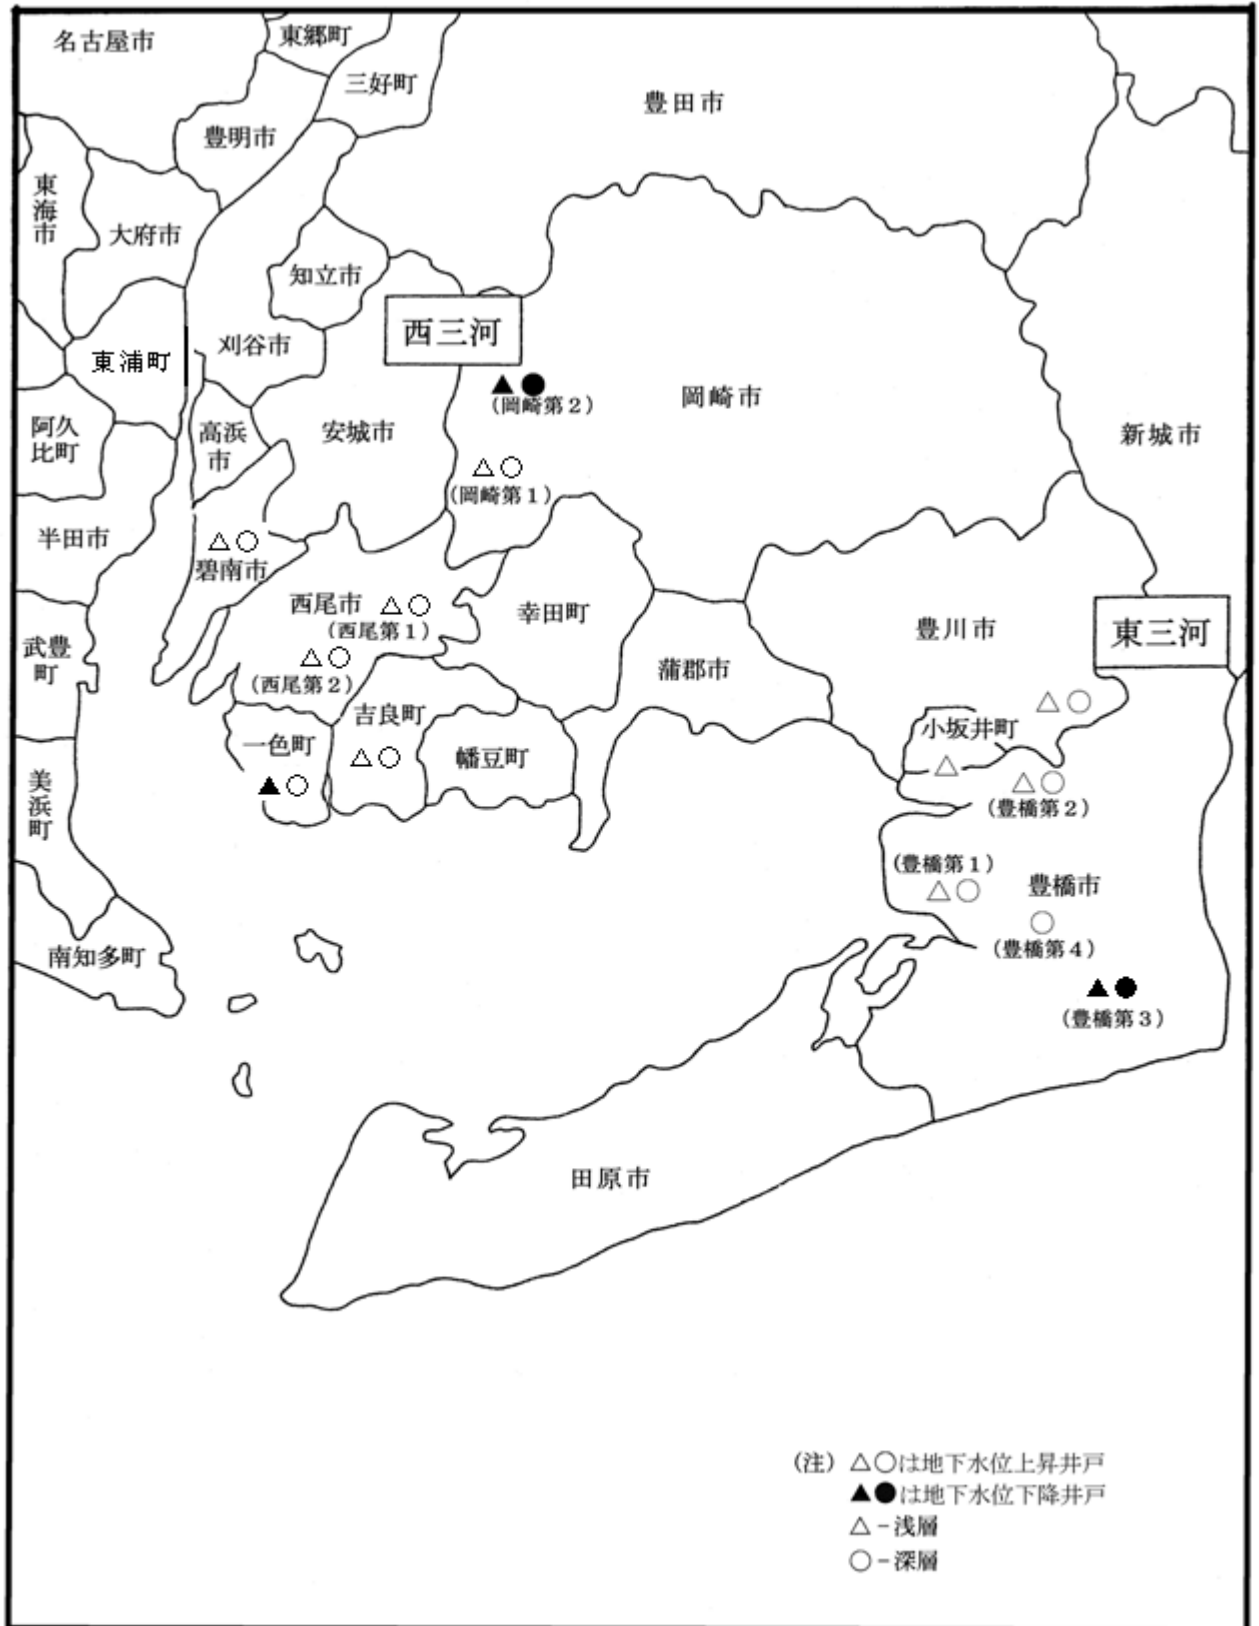 名古屋市
東郷町
三好町
豊田市
豊明市
東海市
大府市
知立市
西三河
刈谷市
東浦町
▲●
(岡崎第2)
岡崎市
阿久
比町
高浜
市
安城市
新城市
△○
(岡崎第1)
半田市
△○
碧南市
西尾市 △○
(西尾第1)
幸田町
豊川市
東三河
武豊
町
△○
(西尾第2)
蒲郡市
吉良町
△○
小坂井町
△
一色町
△○
幡豆町
▲○
△○
(豊橋第2)
美浜町
(豊橋第1)
△○
豊橋市
○
(豊橋第4)
南知多町
▲●
(豊橋第3)
田原市
(注) △○は地下水位上昇井戸
▲●は地下水位下降井戸
△－浅層
○－深層